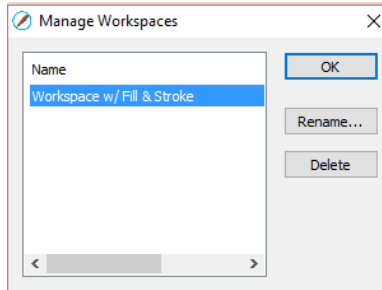 Manage Workspaces
Name
OK
Workspace w/ Fill & Stroke
Rename...
Delete